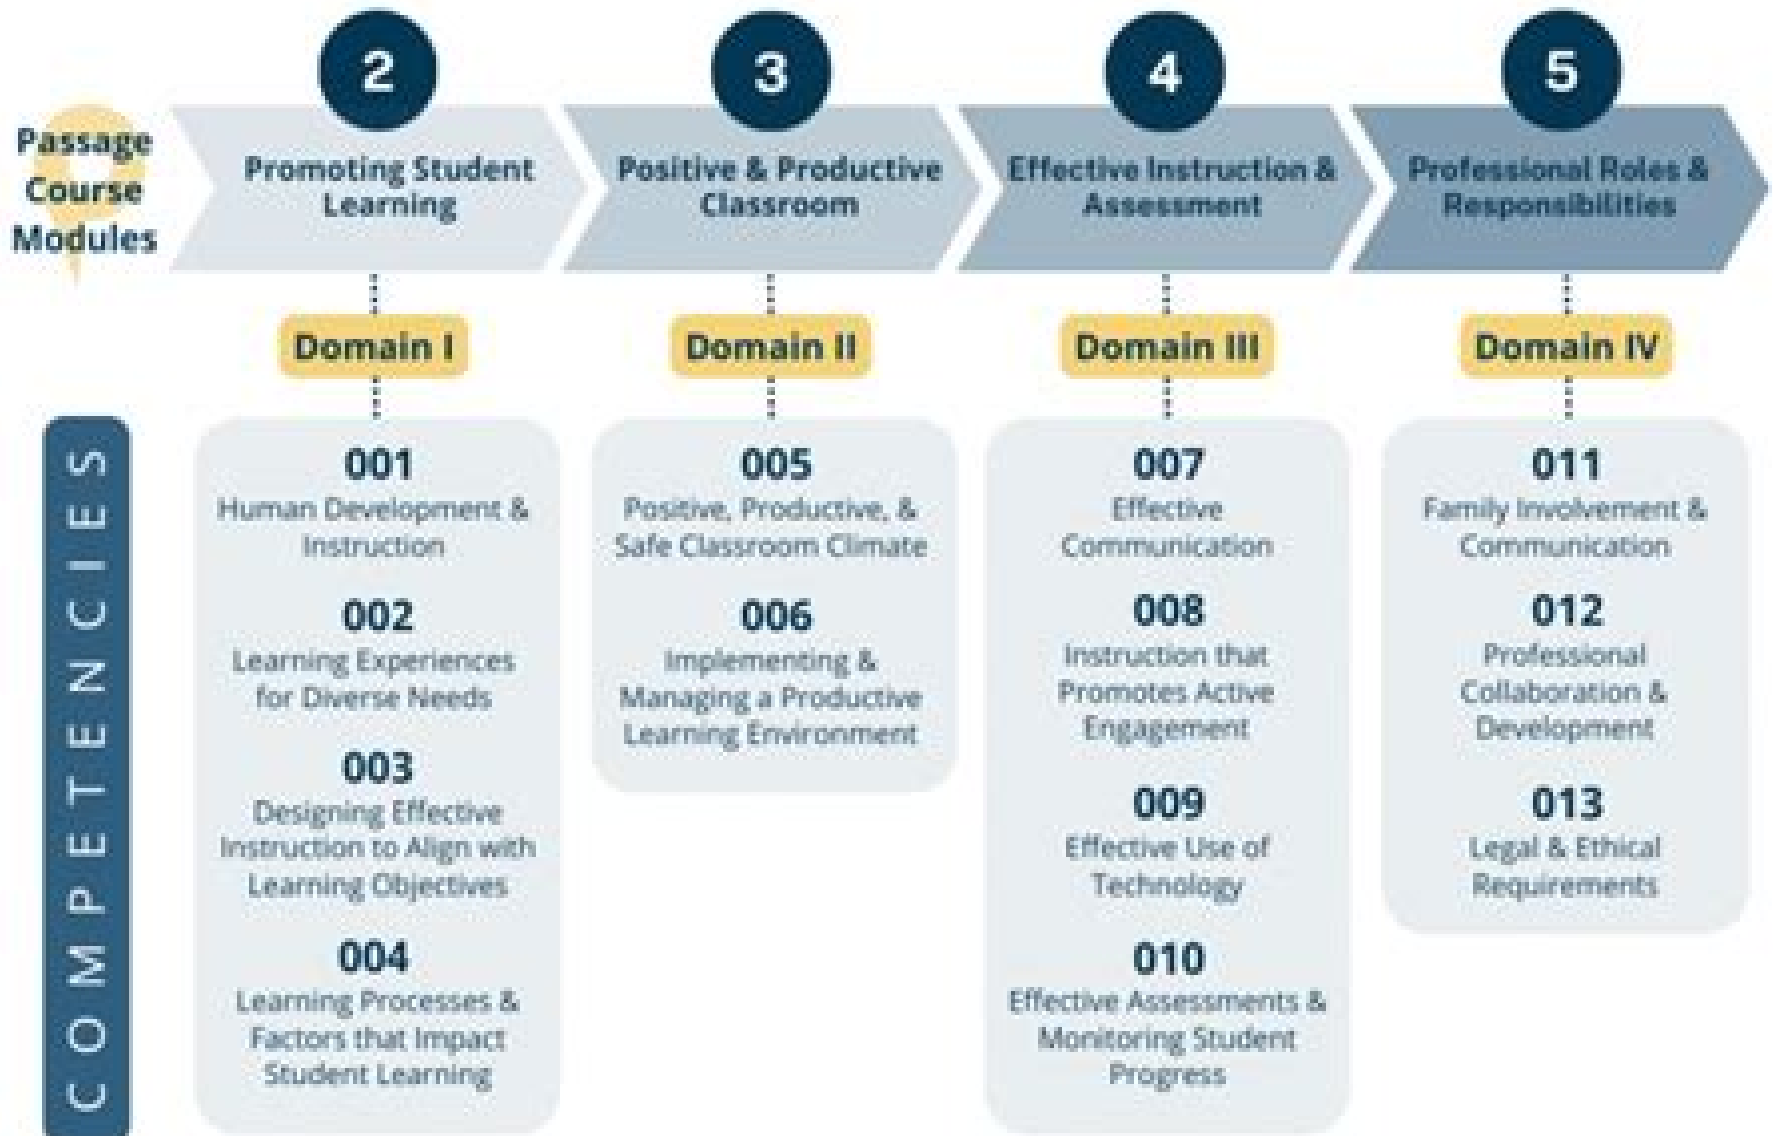 2
3
4
5
Passage
Course
Modules
Promoting Student
Learning
Positive & Productive
Classroom
Effective Instruction &
Assessment
Professional Roles &
Responsibilities
Domain I
Domain II
Domain III
Domain IV
COMPETENCIES
001
Human Development &
Instruction
002
Learning Experiences
for Diverse Needs
003
Designing Effective
Instruction to Align with
Learning Objectives
004
Learning Processes &
Factors that Impact
Student Learning
005
Positive, Productive, &
Safe Classroom Climate
006
Implementing &
Managing a Productive
Learning Environment
007
Effective
Communication
008
Instruction that
Promotes Active
Engagement
009
Effective Use of
Technology
010
Effective Assessments &
Monitoring Student
Progress
011
Family Involvement &
Communication
012
Professional
Collaboration &
Development
013
Legal & Ethical
Requirements